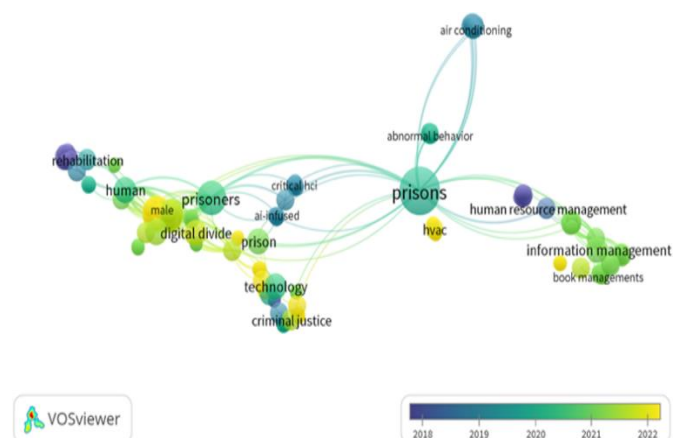 air conditioning
abnormal behavior
rehabilitation
human
prisoners
critical hci
prisons
male
ai-infused
human resource management
digital divide
prison
hvac
information management
technology
book managements
criminal justice
VOSviewer
2018 2019 2020 2021 2022